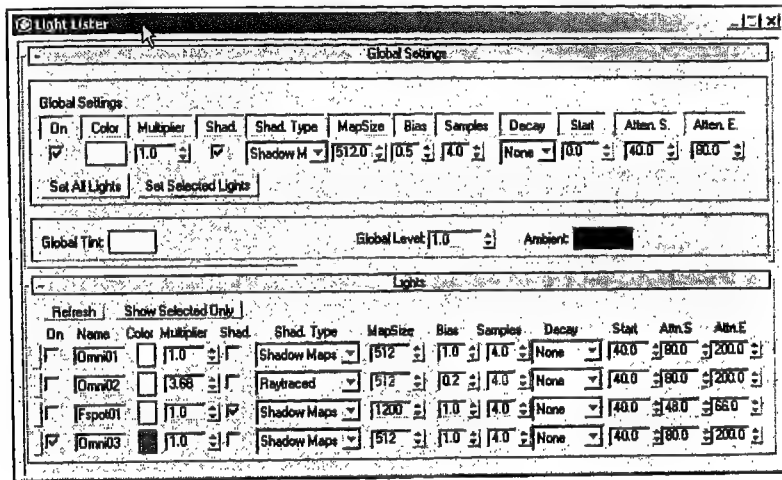 Light Lister
Global Settings
Global Settings
On Color Multiplier Shad. Shad. Type MapSize Bias Samples Decay Start Atten. S. Atten. E.
1.0 Shadow M 512.0 0.5 4.0 None 0.0 40.0 80.0
Set All Lights Set Selected Lights
Global Tint: Global Level: 1.0 Ambient:
Lights
Refresh Show Selected Only
On Name Color Multiplier Shad. Shad. Type MapSize Bias Samples Decay Start Attn.S Attn.E
Omni01 1.0 Shadow Maps 512 1.0 4.0 None 40.0 80.0 200.0
Omni02 3.68 Raytraced 512 0.2 4.0 None 40.0 80.0 200.0
Fspot01 1.0 Shadow Maps 1200 1.0 4.0 None 40.0 48.0 66.0
Omni03 1.0 Shadow Maps 512 1.0 4.0 None 40.0 80.0 200.0